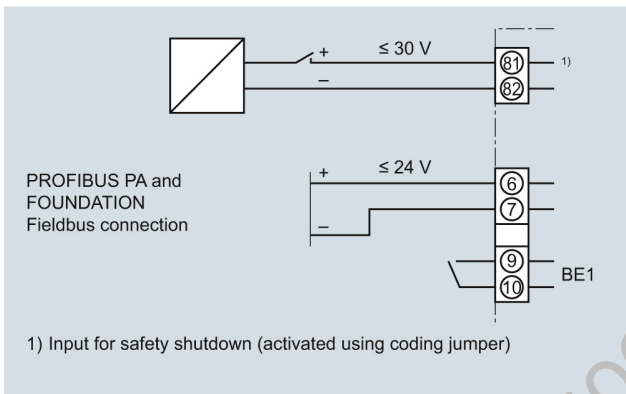 + ≤ 30 V
81 1)
–
82
PROFIBUS PA and
FOUNDATION
Fieldbus connection
+ ≤ 24 V
6
7
–
9
BE1
10
1) Input for safety shutdown (activated using coding jumper)